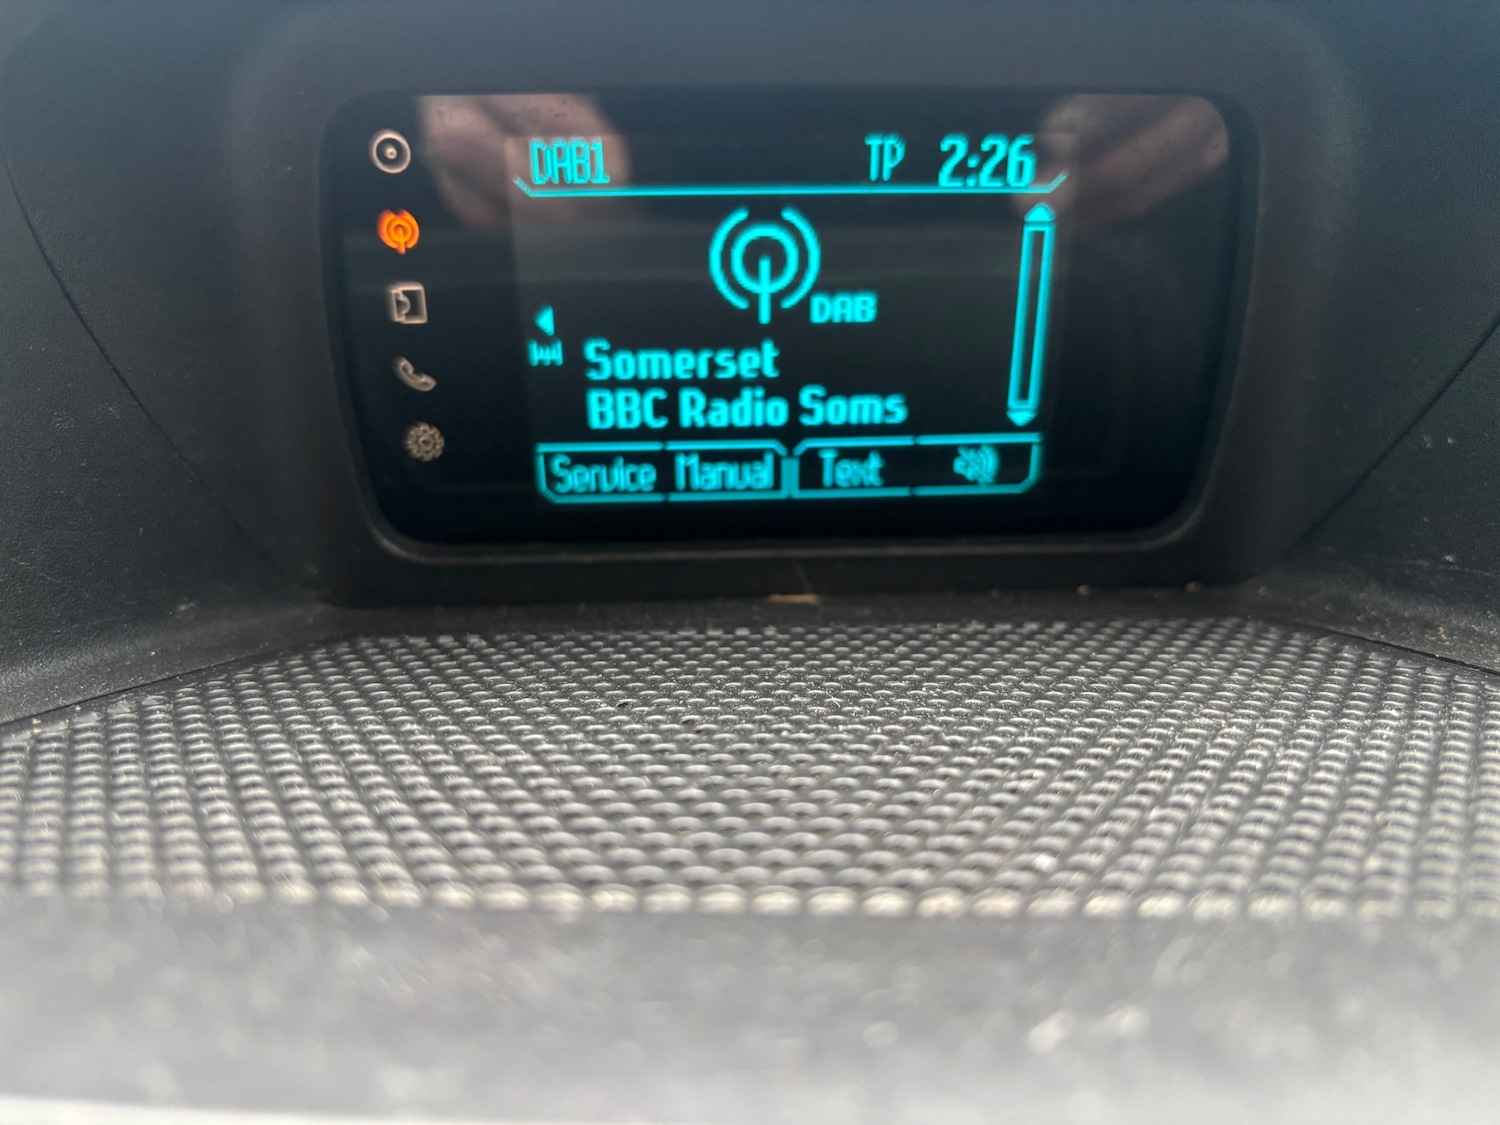 DAB1 TP 2:26
DAB
Somerset
BBC Radio Soms
Service Manual Text